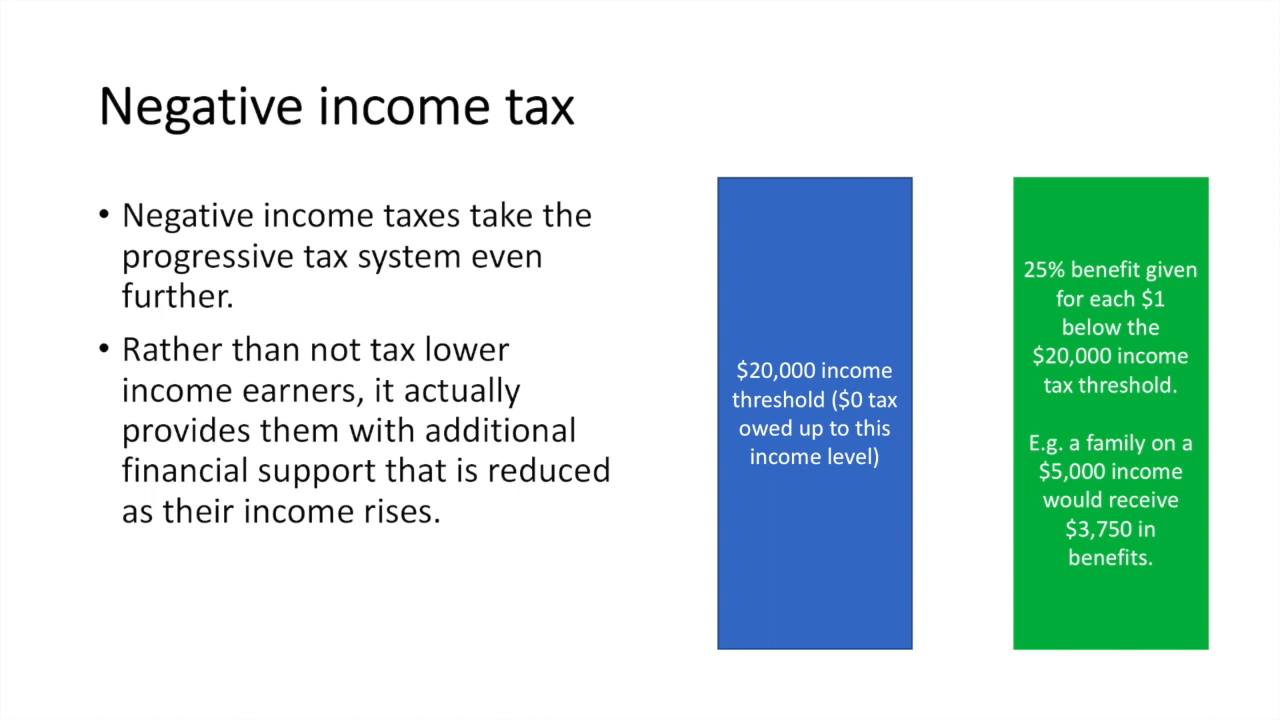 Negative income tax
• Negative income taxes take the
progressive tax system even
further.
• Rather than not tax lower
income earners, it actually
provides them with additional
financial support that is reduced
as their income rises.
$20,000 income
threshold ($0 tax
owed up to this
income level)
25% benefit given
for each $1
below the
$20,000 income
tax threshold.
E.g. a family on a
$5,000 income
would receive
$3,750 in
benefits.